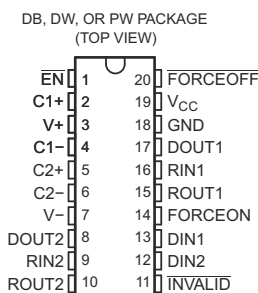 DB, DW, OR PW PACKAGE
(TOP VIEW)
EN 1 20 FORCEOFF
C1+ 2 19 VCC
V+ 3 18 GND
C1− 4 17 DOUT1
C2+ 5 16 RIN1
C2− 6 15 ROUT1
V− 7 14 FORCEON
DOUT2 8 13 DIN1
RIN2 9 12 DIN2
ROUT2 10 11 INVALID